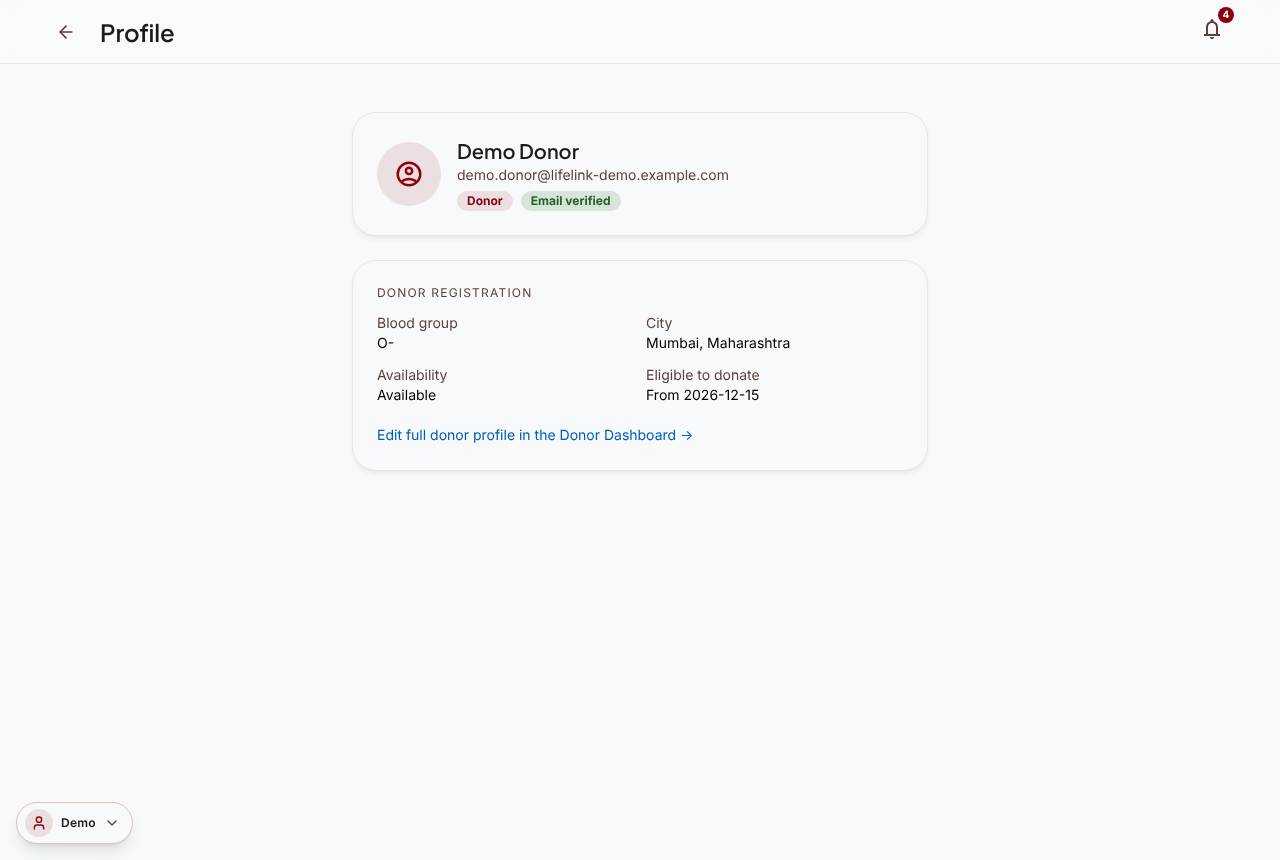 Profile
4
Demo Donor
demo.donor@lifelink-demo.example.com
Donor
Email verified
DONOR REGISTRATION
Blood group
O-
City
Mumbai, Maharashtra
Availability
Available
Eligible to donate
From 2026-12-15
Edit full donor profile in the Donor Dashboard →
Demo